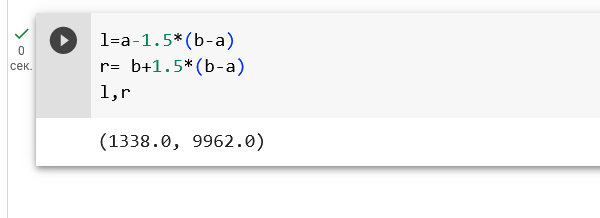 0
сек.
l=a-1.5*(b-a)
r= b+1.5*(b-a)
l,r
(1338.0, 9962.0)